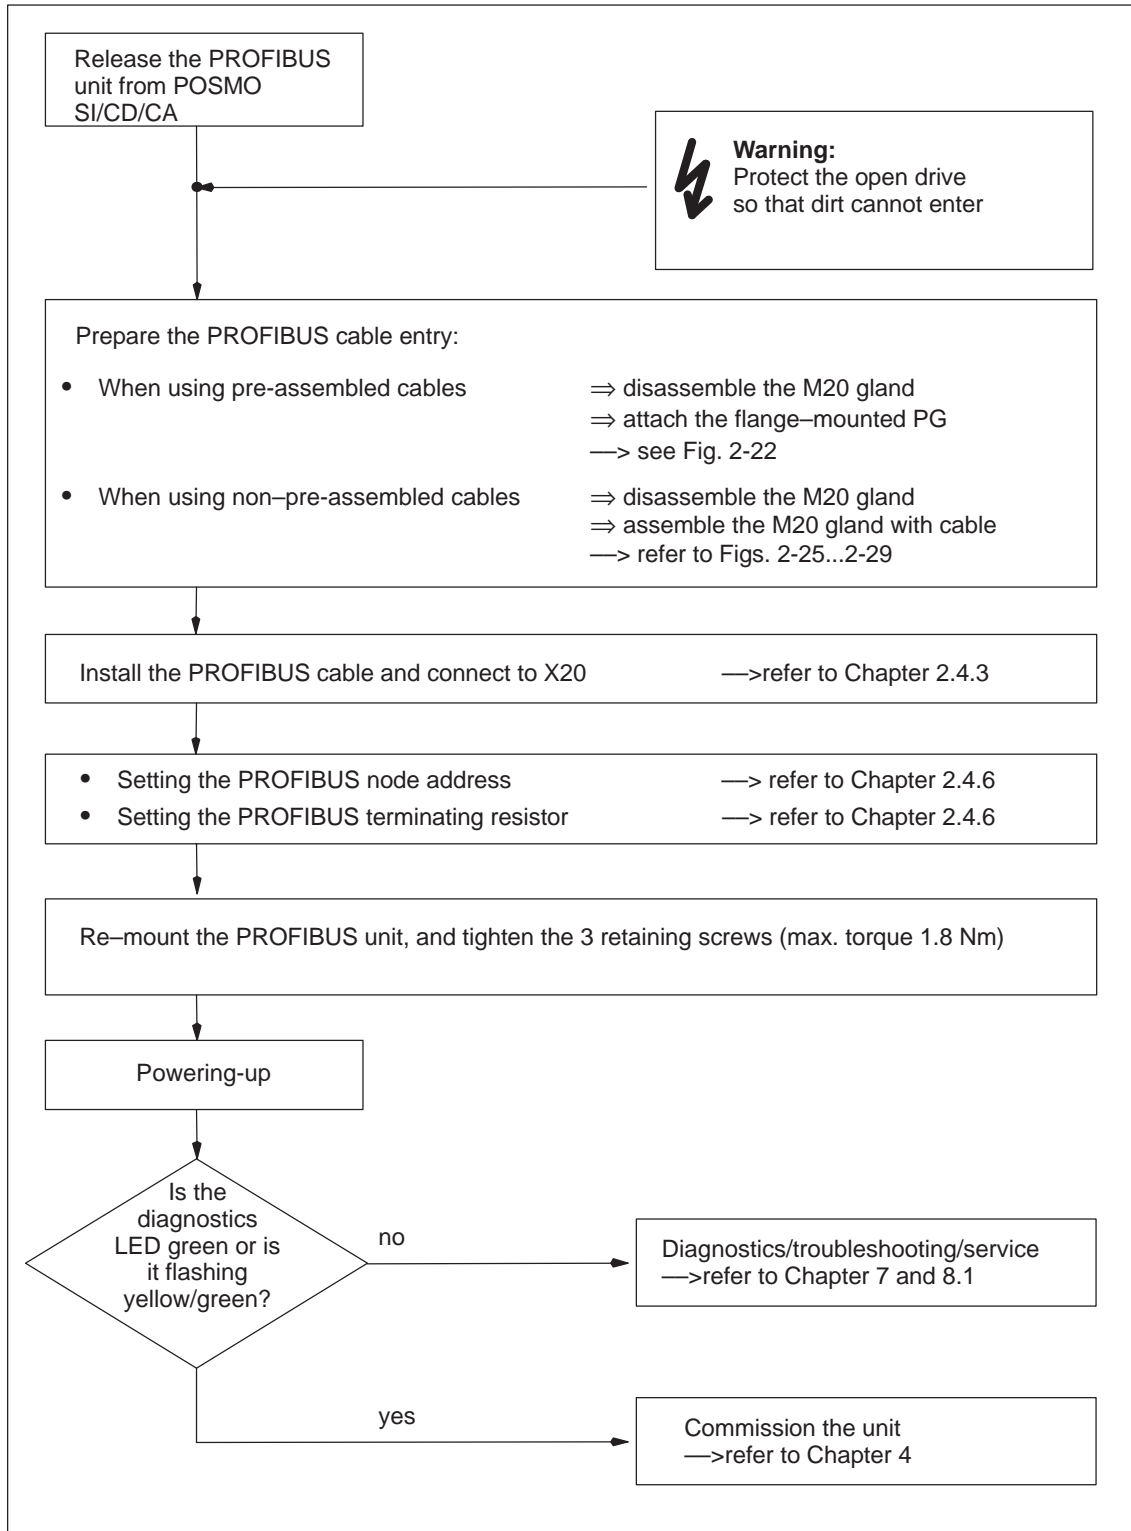 Release the PROFIBUS
unit from POSMO
SI/CD/CA
Warning:
Protect the open drive
so that dirt cannot enter
Prepare the PROFIBUS cable entry:
• When using pre-assembled cables ⇒ disassemble the M20 gland
⇒ attach the flange–mounted PG
—> see Fig. 2-22
• When using non–pre-assembled cables ⇒ disassemble the M20 gland
⇒ assemble the M20 gland with cable
—> refer to Figs. 2-25...2-29
Install the PROFIBUS cable and connect to X20 —>refer to Chapter 2.4.3
• Setting the PROFIBUS node address —> refer to Chapter 2.4.6
• Setting the PROFIBUS terminating resistor —> refer to Chapter 2.4.6
Re–mount the PROFIBUS unit, and tighten the 3 retaining screws (max. torque 1.8 Nm)
Powering-up
Is the
diagnostics
LED green or is
it flashing
yellow/green?
no
Diagnostics/troubleshooting/service
—>refer to Chapter 7 and 8.1
yes
Commission the unit
—>refer to Chapter 4